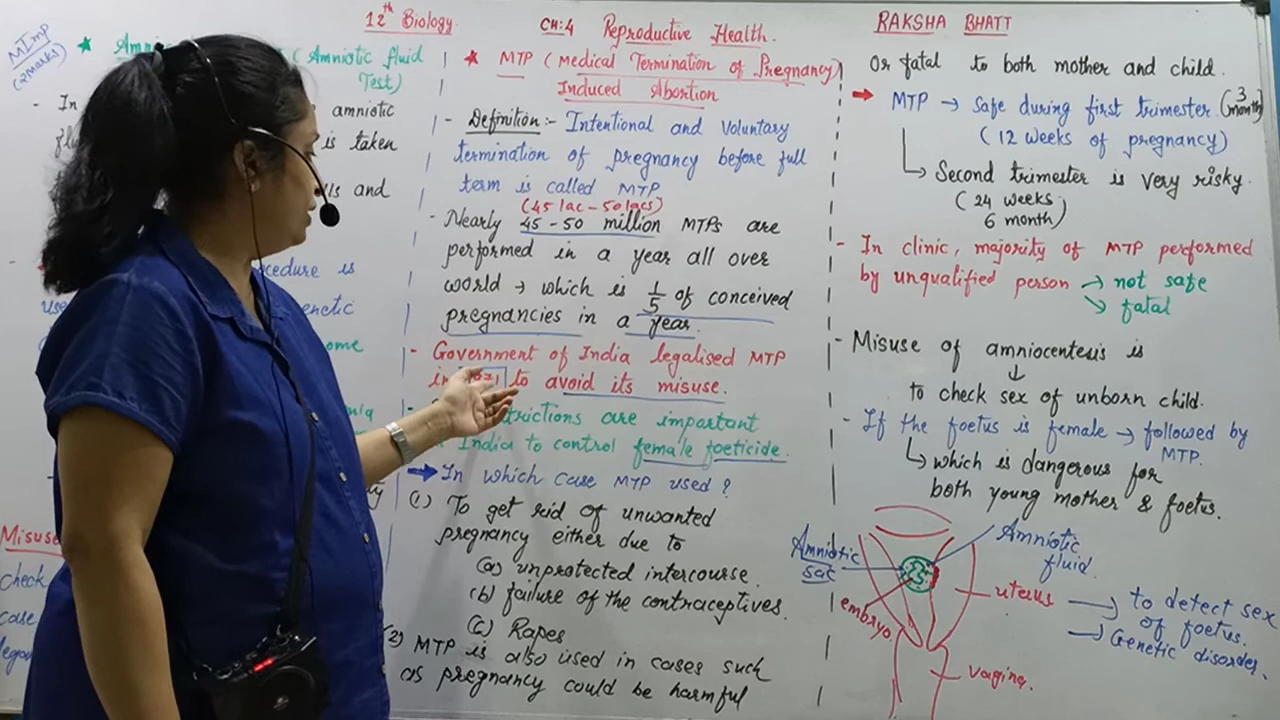 12th Biology.
CH:4 Reproductive Health.
RAKSHA BHATT
MImp
(2marks)
(Amniotic fluid
Test)
- In
amniotic
is taken
and
ocedure is
use
enetic
ome
Misuse
check
case
* MTP (Medical Termination of Pregnancy)
Induced Abortion
- Definition:- Intentional and Voluntary
termination of pregnancy before full
term is called MTP
(45 lac - 50 lacs)
- Nearly 45-50 million MTPs are
performed in a year all over
world → which is 1/5 of conceived
pregnancies in a year.
- Government of India legalised MTP
in to avoid its misuse.
trictions are important
India to control female foeticide.
→ In which case MTP used?
(1) To get rid of unwanted
pregnancy either due to
(a) unprotected intercourse.
(b) failure of the contraceptives.
(c) Rapes
(2) MTP is also used in cases such
as pregnancy could be harmful
Or fatal to both mother and child.
→ MTP → Safe during first trimester (3 month)
(12 weeks of pregnancy)
↳ Second trimester is very risky.
(24 weeks
6 month)
- In clinic, majority of MTP performed
by unqualified person → not safe
→ fatal
- Misuse of amniocentesis is
↓
to check sex of unborn child.
- If the foetus is female → followed by
MTP.
↳ which is dangerous for
both young mother & foetus.
Amniotic
sac
Amniotic
fluid.
embryo
uterus
→ to detect sex
of foetus.
→ Genetic disorder.
vagina.